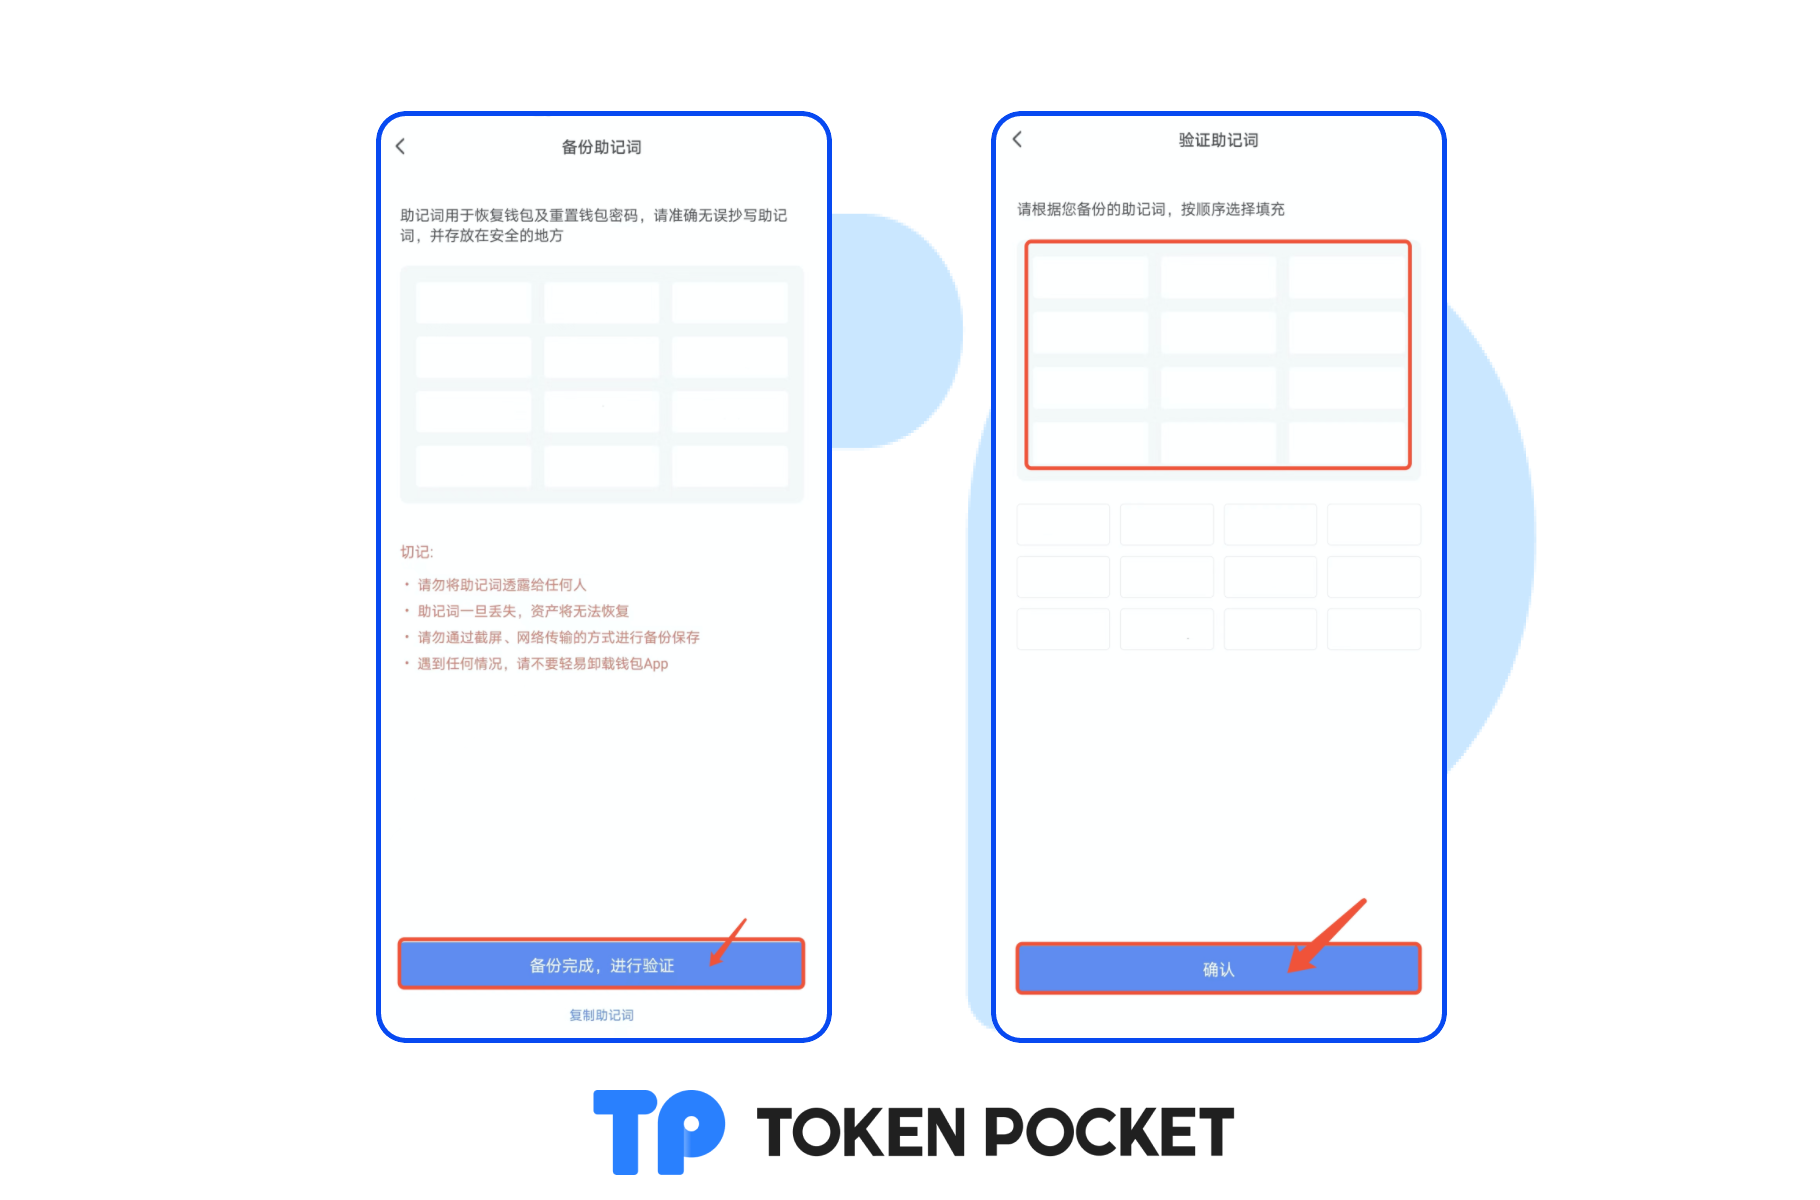 备份助记词
助记词用于恢复钱包及重置钱包密码，请准确无误抄写助记
词，并存放在安全的地方
切记:
· 请勿将助记词透露给任何人
· 助记词一旦丢失，资产将无法恢复
· 请勿通过截屏、网络传输的方式进行备份保存
· 遇到任何情况，请不要轻易卸载钱包App
备份完成，进行验证
复制助记词
验证助记词
请根据您备份的助记词，按顺序选择填充
确认
TP TOKEN POCKET